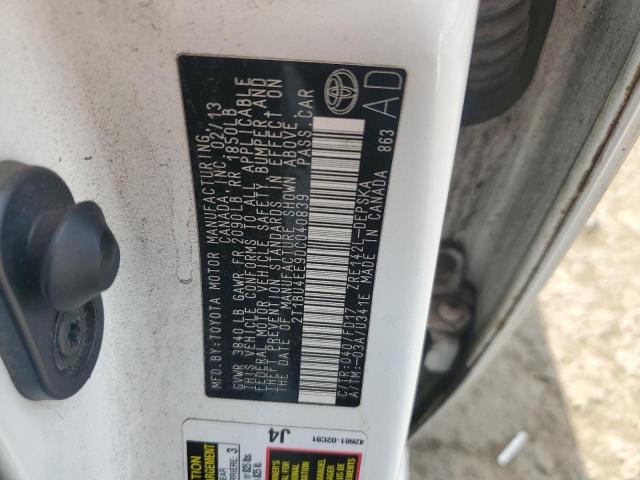 MFD.BY:TOYOTA MOTOR MANUFACTURING,
CANADA, INC. 02/13
GVWR 3840 LB GAWR FR 2090LB RR 1850LB
THIS VEHICLE CONFORMS TO ALL APPLICABLE
FEDERAL MOTOR VEHICLE SAFETY BUMPER AND
THEFT PREVENTION STANDARDS IN EFFECT ON
THE DATE OF MANUFACTURE SHOWN ABOVE.
2T1BU4EE9DC040839 PASS.CAR
C/TR:040/FD17 ZRE142L-DEPSKA
A/TM:-03A/U341E MADE IN CANADA 863
TOYOTA
AD
J4
42661-02C91
3